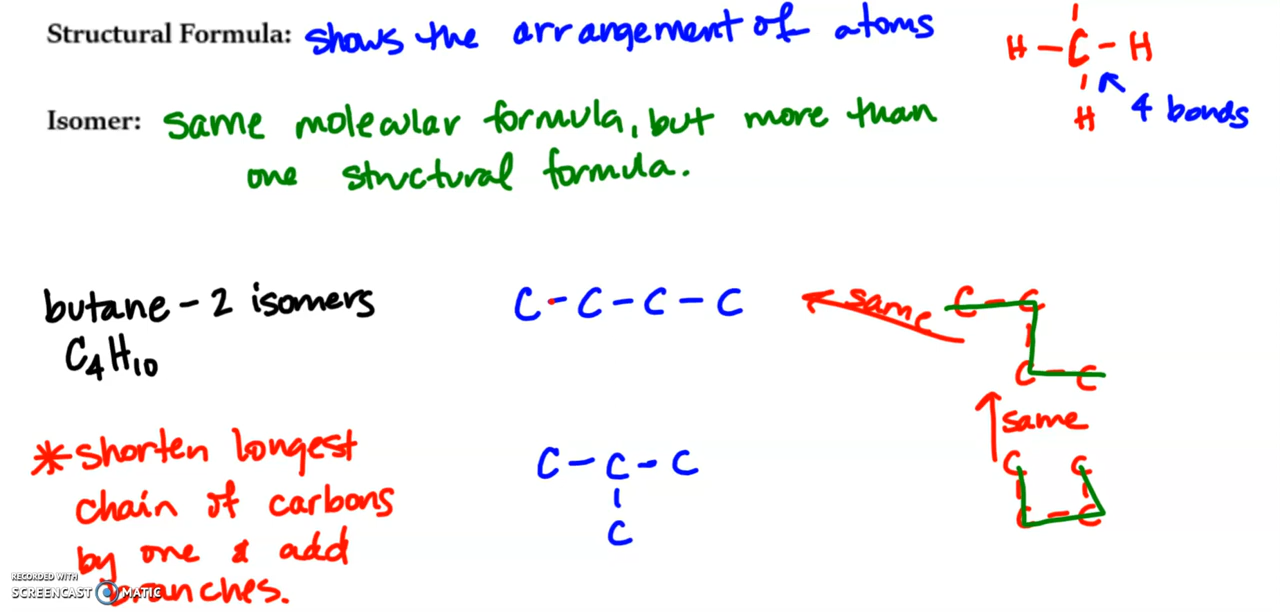 Structural Formula: shows the arrangement of atoms
H - C - H
H
4 bonds
Isomer: same molecular formula, but more than
one structural formula.
butane - 2 isomers
C4H10
C - C - C - C
same
C - C
C - C
same
C C
C - C
* shorten longest
chain of carbons
by one & add
branches.
C - C - C
C
RECORDED WITH
SCREENCAST MATIC